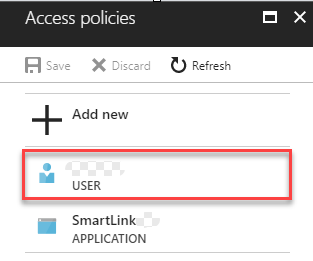 Access policies
Save Discard Refresh
Add new
USER
SmartLink
APPLICATION